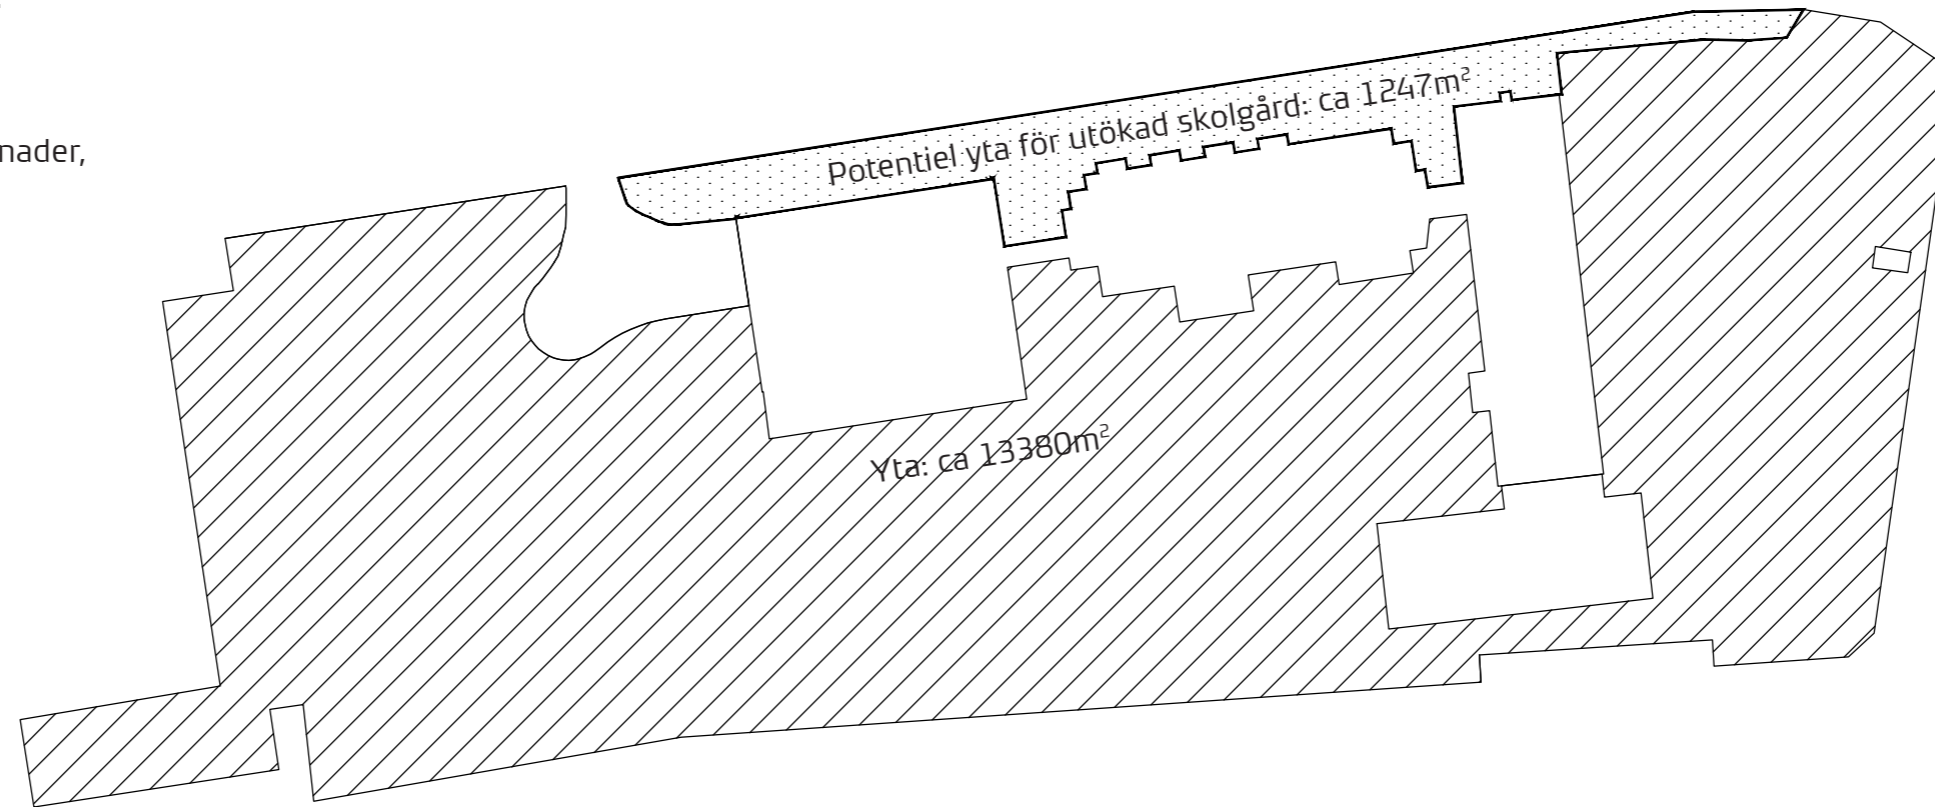 nader,
Potentiel yta för utökad skolgård: ca 1247m²
Yta: ca 13380m²